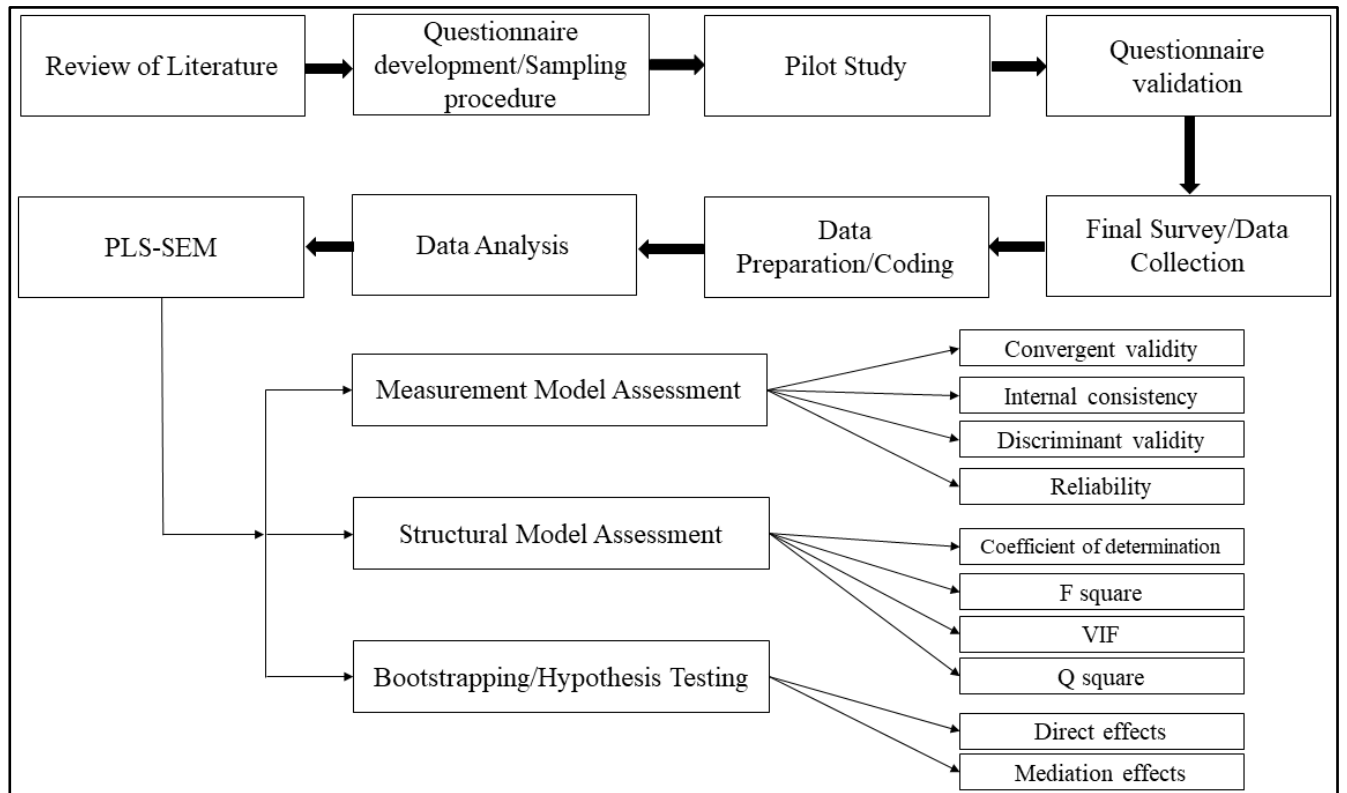 Review of Literature
Questionnaire
development/Sampling
procedure
Pilot Study
Questionnaire
validation
PLS-SEM
Data Analysis
Data
Preparation/Coding
Final Survey/Data
Collection
Measurement Model Assessment
Convergent validity
Internal consistency
Discriminant validity
Reliability
Structural Model Assessment
Coefficient of determination
F square
VIF
Q square
Bootstrapping/Hypothesis Testing
Direct effects
Mediation effects